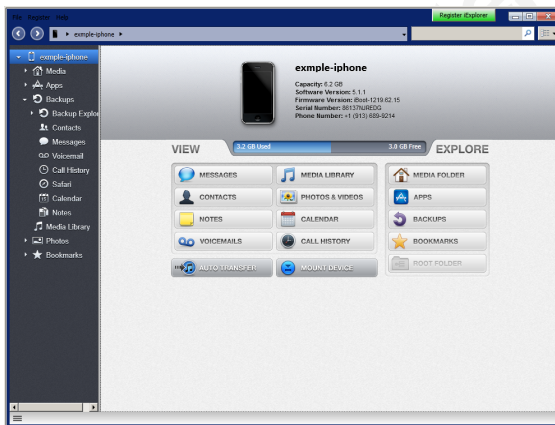 File Register Help
Register iExplorer
exmple-iphone
exmple-iphone
Media
Apps
Backups
Backup Explor
Contacts
Messages
Voicemail
Call History
Safari
Calendar
Notes
Media Library
Photos
Bookmarks
exmple-iphone
Capacity: 6.2 GB
Software Version: 5.1.1
Firmware Version: iBoot-1219.62.15
Serial Number: 86137NJREDG
Phone Number: +1 (913) 689-9214
VIEW
3.2 GB Used
3.0 GB Free
EXPLORE
MESSAGES
MEDIA LIBRARY
MEDIA FOLDER
CONTACTS
PHOTOS & VIDEOS
APPS
NOTES
CALENDAR
BACKUPS
VOICEMAILS
CALL HISTORY
BOOKMARKS
AUTO TRANSFER
MOUNT DEVICE
ROOT FOLDER